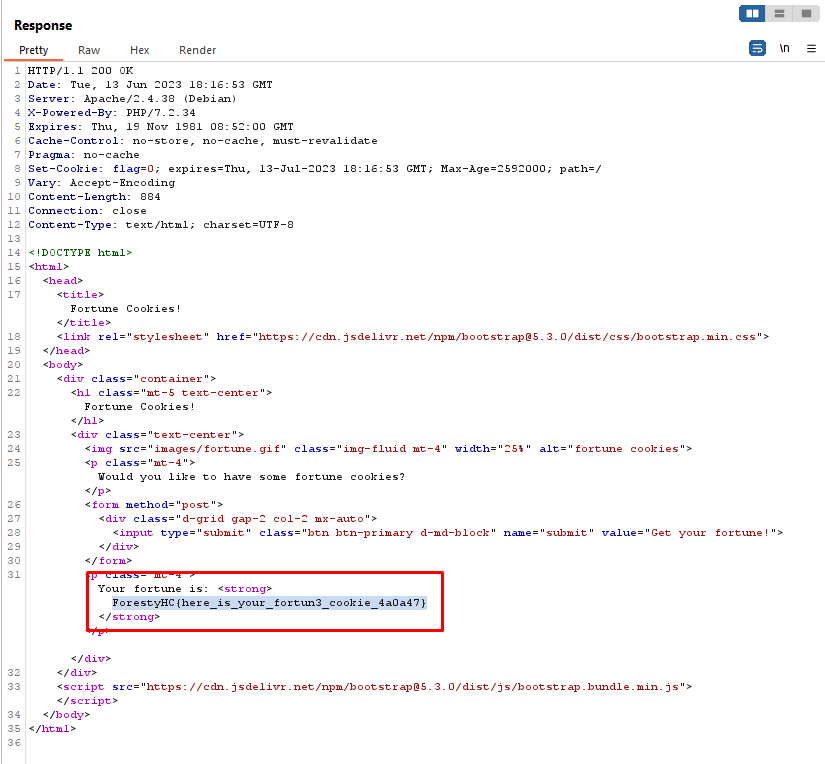 Response
Pretty Raw Hex Render \n
1 HTTP/1.1 200 OK
2 Date: Tue, 13 Jun 2023 18:16:53 GMT
3 Server: Apache/2.4.38 (Debian)
4 X-Powered-By: PHP/7.2.34
5 Expires: Thu, 19 Nov 1981 08:52:00 GMT
6 Cache-Control: no-store, no-cache, must-revalidate
7 Pragma: no-cache
8 Set-Cookie: flag=0; expires=Thu, 13-Jul-2023 18:16:53 GMT; Max-Age=2592000; path=/
9 Vary: Accept-Encoding
10 Content-Length: 884
11 Connection: close
12 Content-Type: text/html; charset=UTF-8
13
14 <!DOCTYPE html>
15 <html>
16 <head>
17 <title>
Fortune Cookies!
</title>
18 <link rel="stylesheet" href="https://cdn.jsdelivr.net/npm/bootstrap@5.3.0/dist/css/bootstrap.min.css">
19 </head>
20 <body>
21 <div class="container">
22 <h1 class="mt-5 text-center">
Fortune Cookies!
</h1>
23 <div class="text-center">
24 <img src="images/fortune.gif" class="img-fluid mt-4" width="25%" alt="fortune cookies">
25 <p class="mt-4">
Would you like to have some fortune cookies?
</p>
26 <form method="post">
27 <div class="d-grid gap-2 col-2 mx-auto">
28 <input type="submit" class="btn btn-primary d-md-block" name="submit" value="Get your fortune!">
29 </div>
30 </form>
31 <p class="mt-4">
Your fortune is: <strong>
ForestyHC{here_is_your_fortun3_cookie_4a0a47}
</strong>
</p>
</div>
32 </div>
33 <script src="https://cdn.jsdelivr.net/npm/bootstrap@5.3.0/dist/js/bootstrap.bundle.min.js">
</script>
34 </body>
35 </html>
36